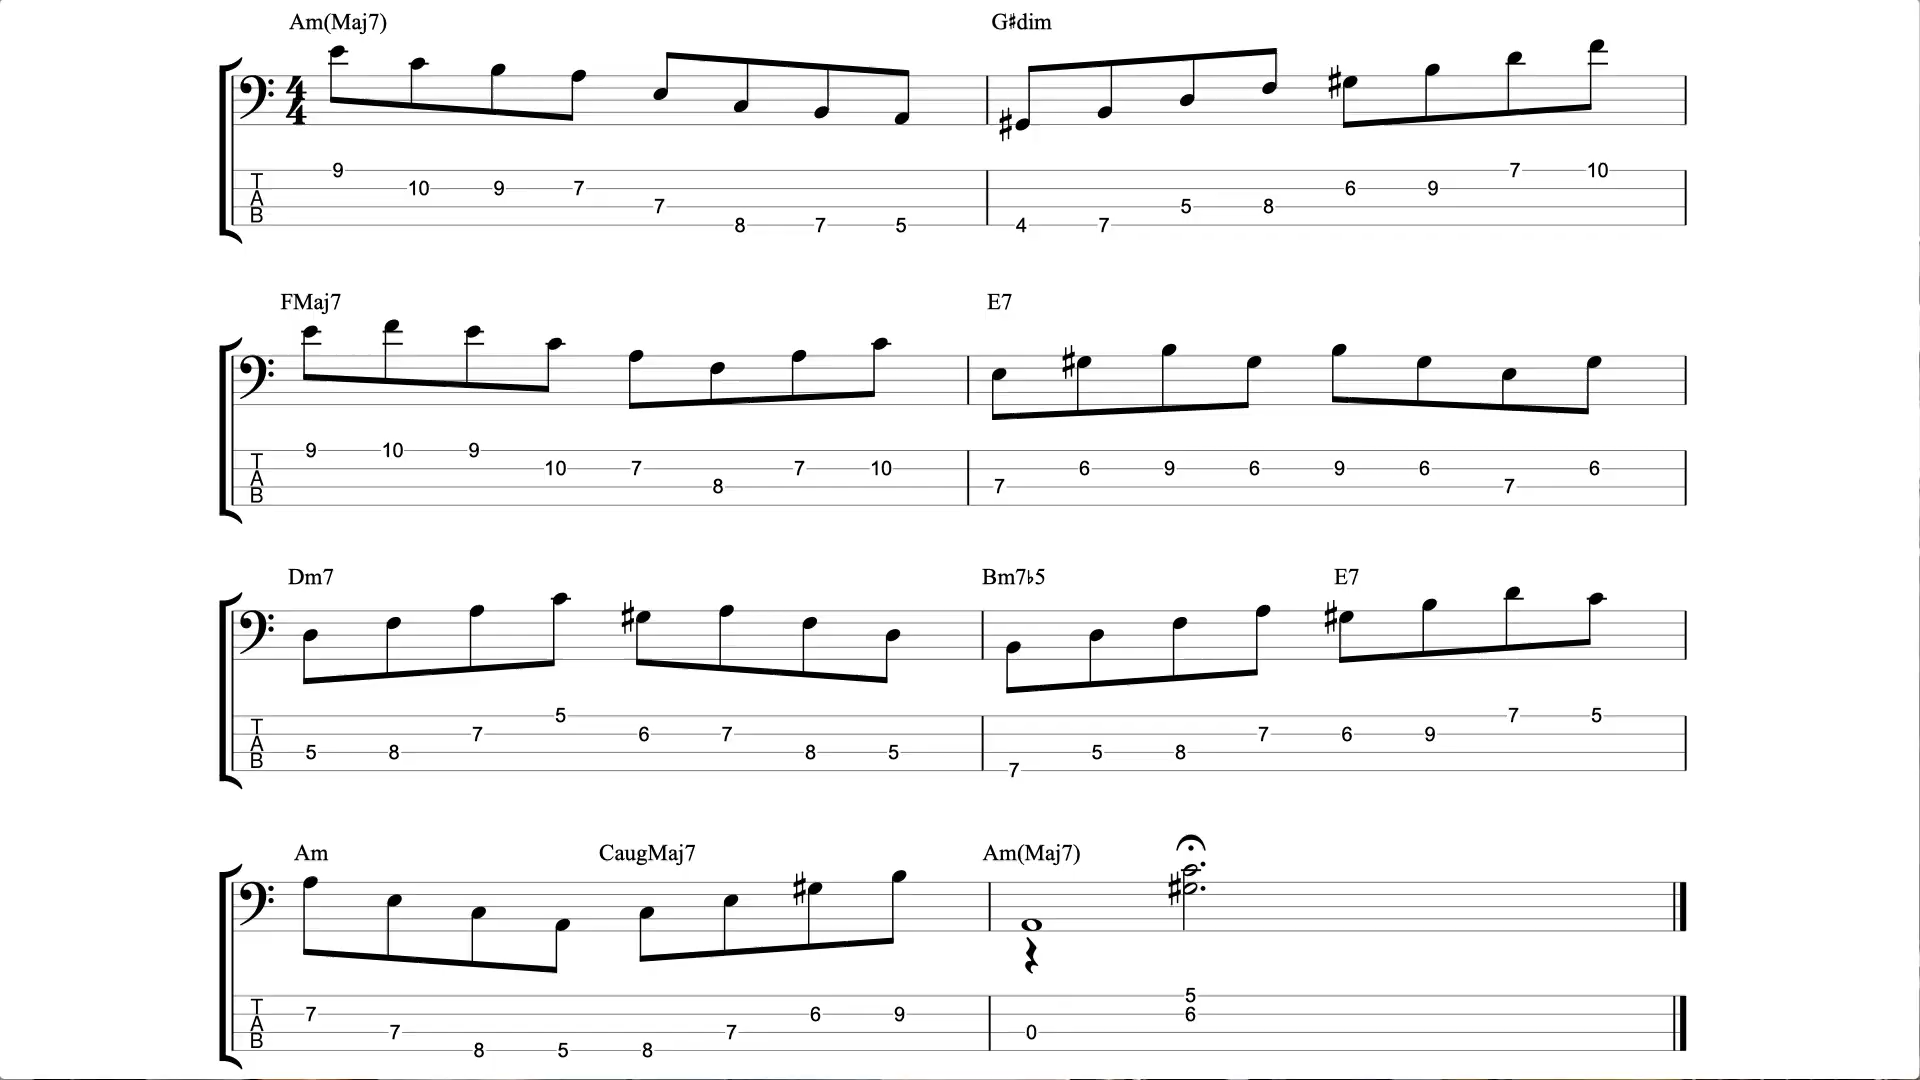 Am(Maj7) G♯dim
4
4
T 9 10 9 7 7 8 7 5 4 7 5 8 6 9 7 10
A
B
FMaj7 E7
T 9 10 9 10 7 8 7 10 7 6 9 6 9 6 7 6
A
B
Dm7 Bm7♭5 E7
T 5 8 7 5 6 7 8 5 7 5 8 7 6 9 7 5
A
B
Am CaugMaj7 Am(Maj7)
T 7 7 8 5 8 7 6 9 0 5 6
A
B